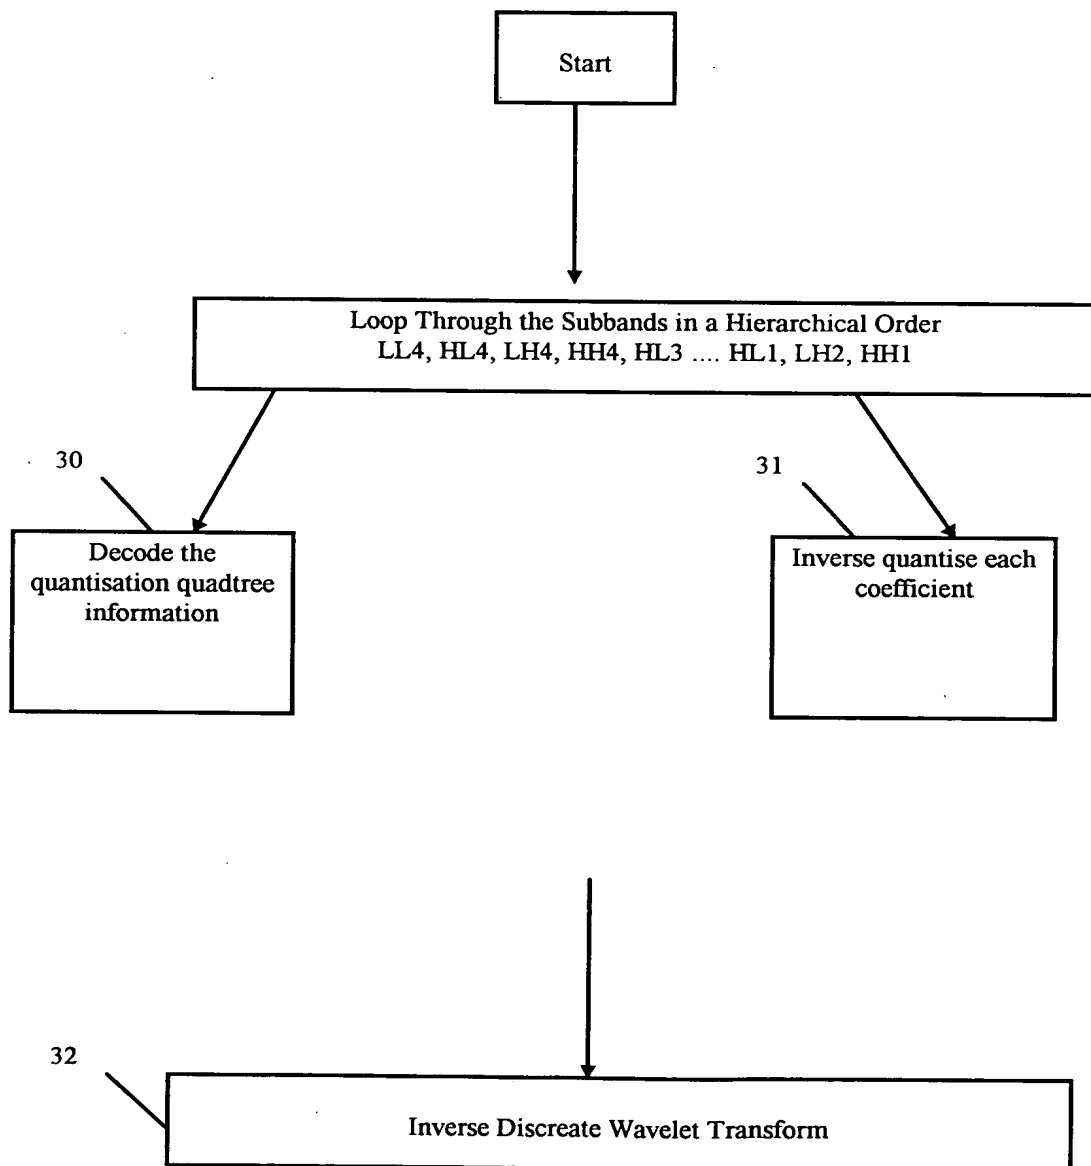 Start
Loop Through the Subbands in a Hierarchical Order
LL4, HL4, LH4, HH4, HL3 .... HL1, LH2, HH1
30
31
Decode the
quantisation quadtree
information
Inverse quantise each
coefficient
32
Inverse Discreate Wavelet Transform